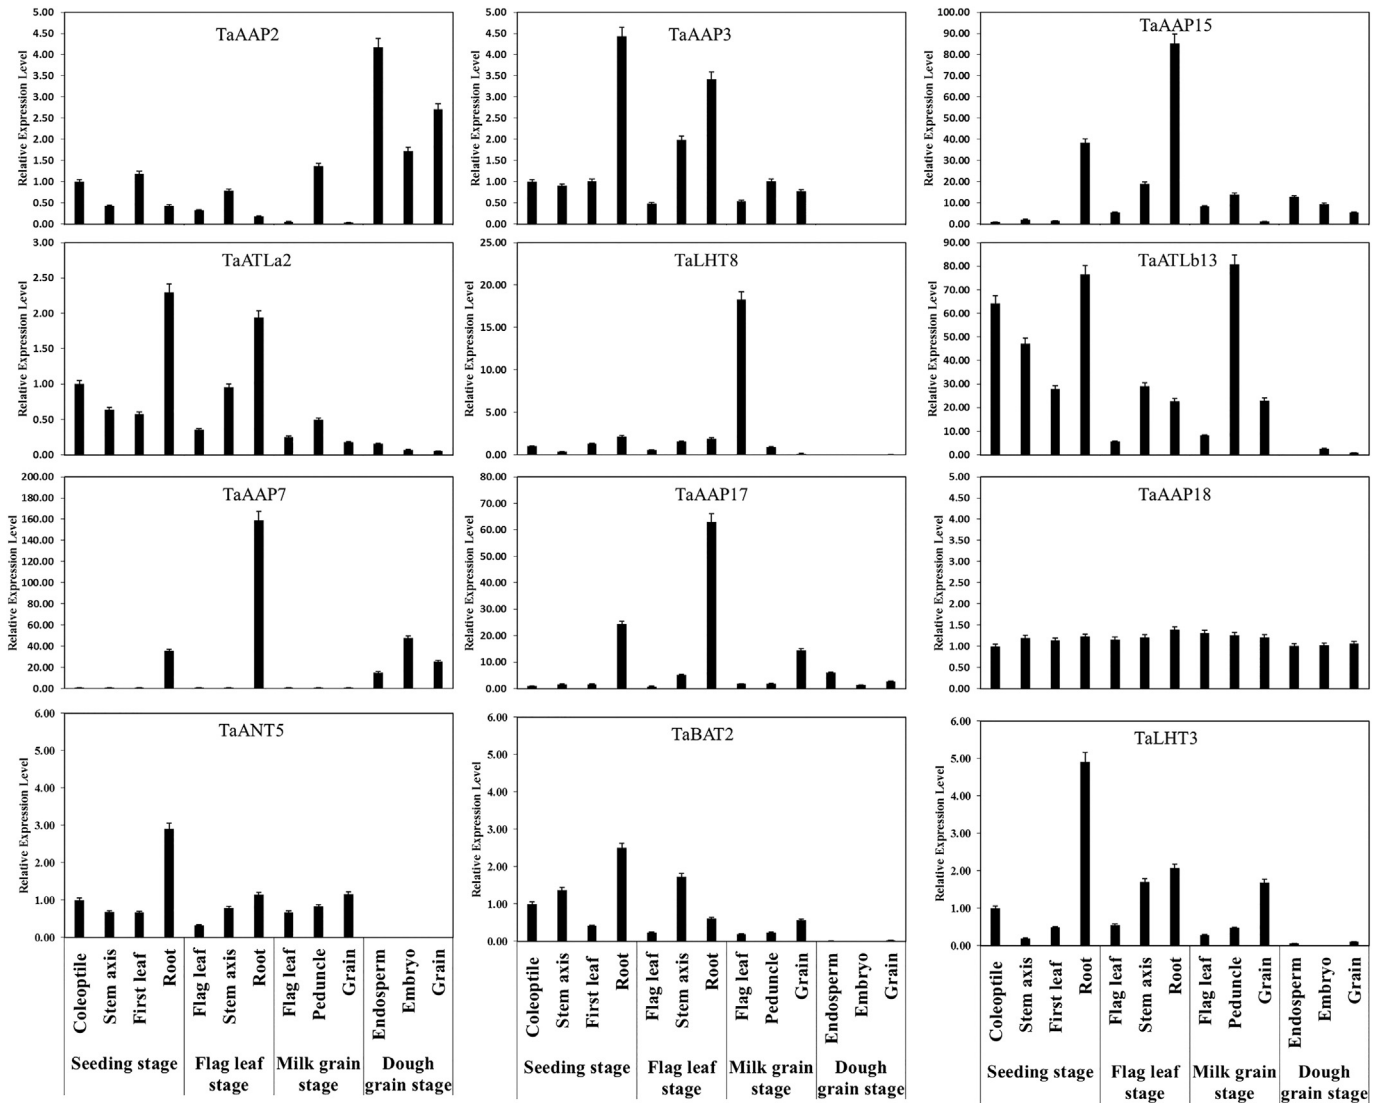 TaAAP2
Relative Expression Level
5.00
4.50
4.00
3.50
3.00
2.50
2.00
1.50
1.00
0.50
0.00
TaAAP3
Relative Expression Level
5.00
4.50
4.00
3.50
3.00
2.50
2.00
1.50
1.00
0.50
0.00
TaAAP15
Relative Expression Level
100.00
90.00
80.00
70.00
60.00
50.00
40.00
30.00
20.00
10.00
0.00
TaATLa2
Relative Expression Level
3.00
2.50
2.00
1.50
1.00
0.50
0.00
TaLHT8
Relative Expression Level
25.00
20.00
15.00
10.00
5.00
0.00
TaATLb13
Relative Expression Level
90.00
80.00
70.00
60.00
50.00
40.00
30.00
20.00
10.00
0.00
TaAAP7
Relative Expression Level
200.00
180.00
160.00
140.00
120.00
100.00
80.00
60.00
40.00
20.00
0.00
TaAAP17
Relative Expression Level
80.00
70.00
60.00
50.00
40.00
30.00
20.00
10.00
0.00
TaAAP18
Relative Expression Level
5.00
4.50
4.00
3.50
3.00
2.50
2.00
1.50
1.00
0.50
0.00
TaANT5
Relative Expression Level
6.00
5.00
4.00
3.00
2.00
1.00
0.00
TaBAT2
Relative Expression Level
6.00
5.00
4.00
3.00
2.00
1.00
0.00
TaLHT3
Relative Expression Level
6.00
5.00
4.00
3.00
2.00
1.00
0.00
Coleoptile
Stem axis
First leaf
Root
Flag leaf
Stem axis
Root
Flag leaf
Peduncle
Grain
Endosperm
Embryo
Grain
Seeding stage
Flag leaf
stage
Milk grain
stage
Dough
grain stage
Coleoptile
Stem axis
First leaf
Root
Flag leaf
Stem axis
Root
Flag leaf
Peduncle
Grain
Endosperm
Embryo
Grain
Seeding stage
Flag leaf
stage
Milk grain
stage
Dough
grain stage
Coleoptile
Stem axis
First leaf
Root
Flag leaf
Stem axis
Root
Flag leaf
Peduncle
Grain
Endosperm
Embryo
Grain
Seeding stage
Flag leaf
stage
Milk grain
stage
Dough
grain stage